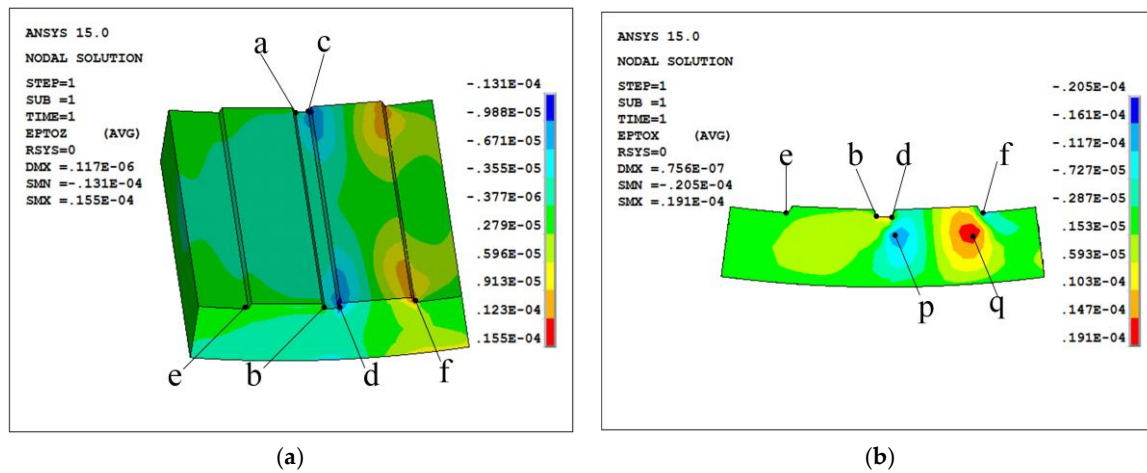 ANSYS 15.0
NODAL SOLUTION
STEP=1
SUB =1
TIME=1
EPTOZ (AVG)
RSYS=0
DMX =.117E-06
SMN =-.131E-04
SMX =.155E-04
a
c
e
b
d
f
-.131E-04
-.988E-05
-.671E-05
-.355E-05
-.377E-06
.279E-05
.596E-05
.913E-05
.123E-04
.155E-04
(a)
ANSYS 15.0
NODAL SOLUTION
STEP=1
SUB =1
TIME=1
EPTOX (AVG)
RSYS=0
DMX =.756E-07
SMN =-.205E-04
SMX =.191E-04
e
b
d
f
p
q
-.205E-04
-.161E-04
-.117E-04
-.727E-05
-.287E-05
.153E-05
.593E-05
.103E-04
.147E-04
.191E-04
(b)